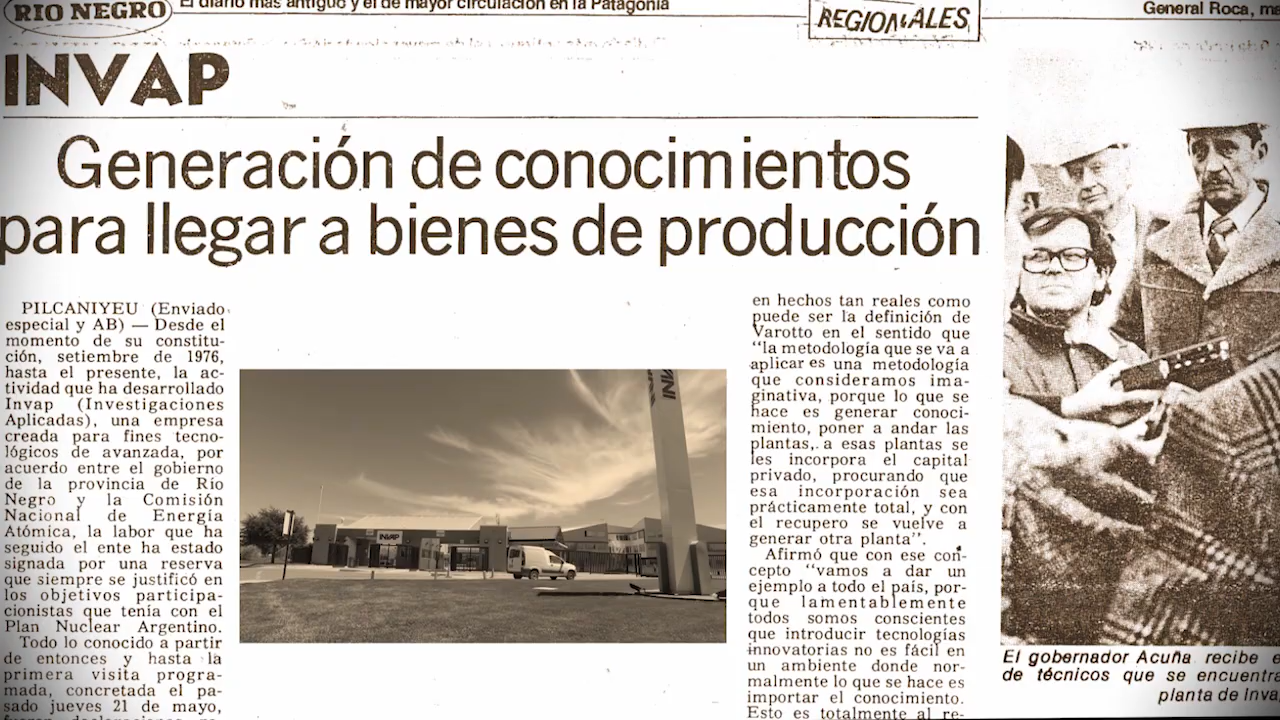 RIO NEGRO
El diario más antiguo y el de mayor circulación en la Patagonia
REGIONALES
General Roca, ma
INVAP
Generación de conocimientos
para llegar a bienes de producción
PILCANIYEU (Enviado
especial y AB) — Desde el
momento de su constitu-
ción, setiembre de 1976,
hasta el presente, la ac-
tividad que ha desarrollado
Invap (Investigaciones
Aplicadas), una empresa
creada para fines tecno-
lógicos de avanzada, por
acuerdo entre el gobierno
de la provincia de Río
Negro y la Comisión
Nacional de Energía
Atómica, la labor que ha
seguido el ente ha estado
signada por una reserva
que siempre se justificó en
los objetivos participa-
cionistas que tenía con el
Plan Nuclear Argentino.
Todo lo conocido a partir
de entonces y hasta la
primera visita progra-
mada, concretada el pa-
sado jueves 21 de mayo,
INVAP
INVAP
en hechos tan reales como
puede ser la definición de
Varotto en el sentido que
"la metodología que se va a
aplicar es una metodología
que consideramos ima-
ginativa, porque lo que se
hace es generar conoci-
miento, poner a andar las
plantas, a esas plantas se
les incorpora el capital
privado, procurando que
esa incorporación sea
prácticamente total, y con
el recupero se vuelve a
generar otra planta".
Afirmó que con ese con-
cepto "vamos a dar un
ejemplo a todo el país, por-
que lamentablemente
todos somos conscientes
que introducir tecnologías
innovatorias no es fácil en
un ambiente donde nor-
malmente lo que se hace es
importar el conocimiento.
Esto es totalmente al re-
El gobernador Acuña recibe e
de técnicos que se encuentra
planta de Inva